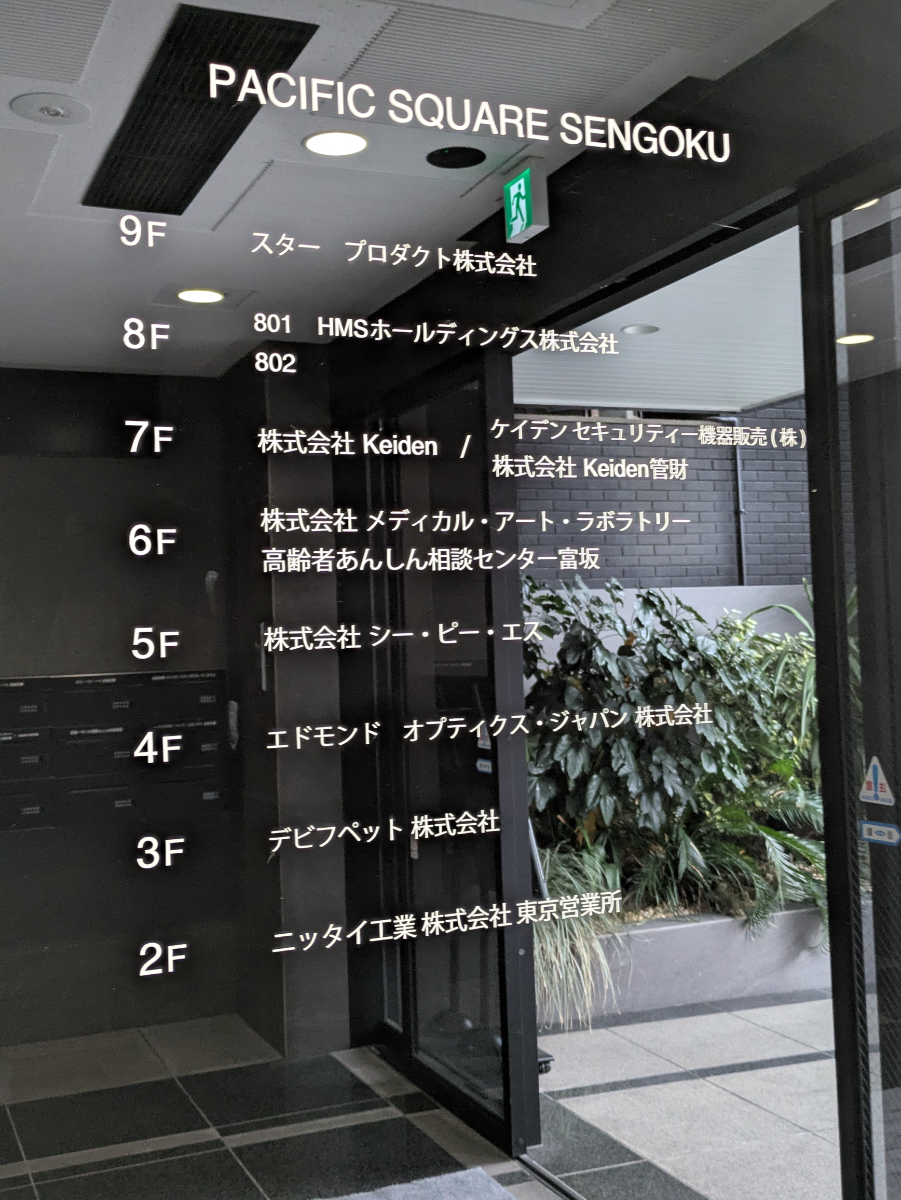 PACIFIC SQUARE SENGOKU
9F スター プロダクト株式会社
8F 801 HMSホールディングス株式会社
802
7F 株式会社 Keiden / ケイデン セキュリティー機器販売(株)
株式会社 Keiden管財
6F 株式会社 メディカル・アート・ラボラトリー
高齢者あんしん相談センター富坂
5F 株式会社 シー・ピー・エス
4F エドモンド オプティクス・ジャパン 株式会社
3F デビフペット 株式会社
2F ニッタイ工業 株式会社 東京営業所